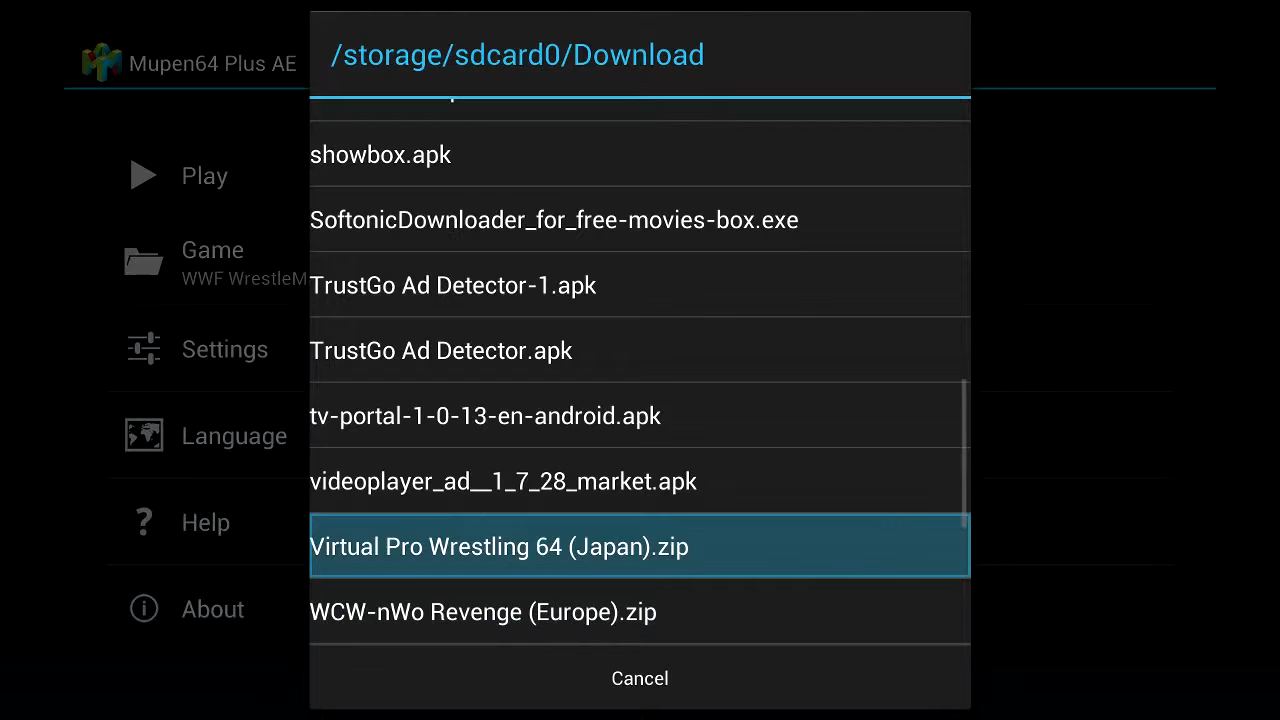 /storage/sdcard0/Download
Mupen64 Plus AE
showbox.apk
Play
SoftonicDownloader_for_free-movies-box.exe
Game
WWF WrestleM
TrustGo Ad Detector-1.apk
Settings
TrustGo Ad Detector.apk
tv-portal-1-0-13-en-android.apk
Language
videoplayer_ad__1_7_28_market.apk
Help
Virtual Pro Wrestling 64 (Japan).zip
About
WCW-nWo Revenge (Europe).zip
Cancel